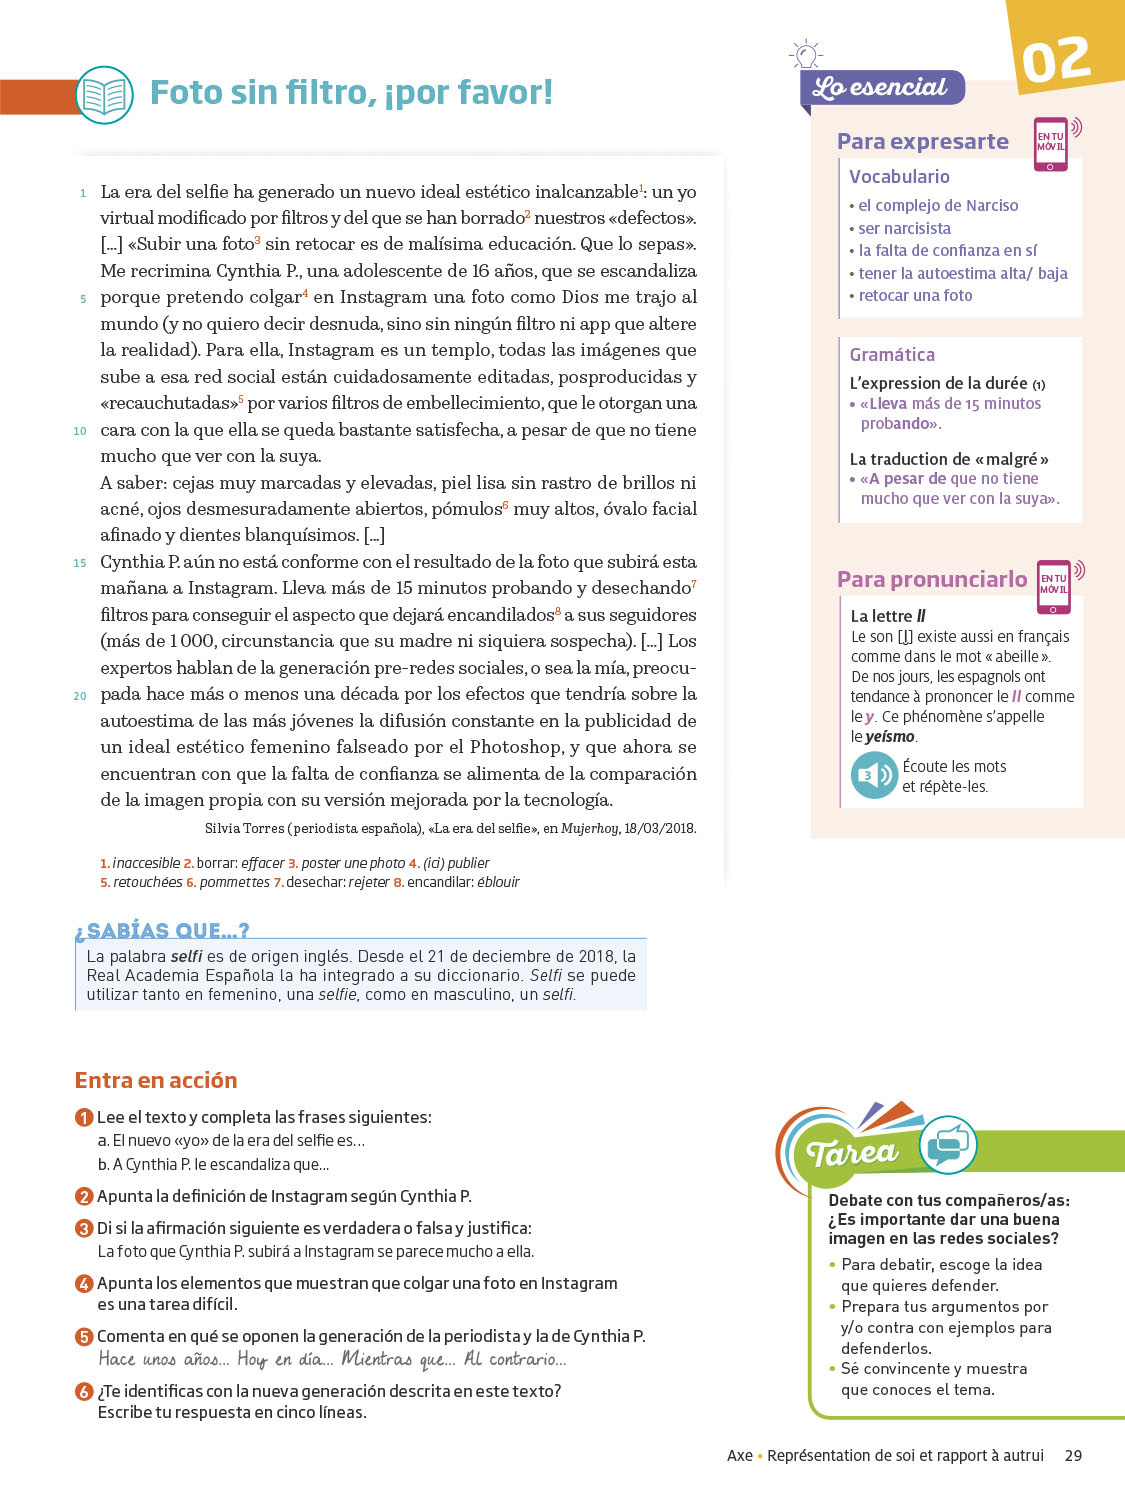 Foto sin filtro, ¡por favor!
1 La era del selfie ha generado un nuevo ideal estético inalcanzable1: un yo
virtual modificado por filtros y del que se han borrado2 nuestros «defectos».
[...] «Subir una foto3 sin retocar es de malísima educación. Que lo sepas».
Me recrimina Cynthia P., una adolescente de 16 años, que se escandaliza
5 porque pretendo colgar4 en Instagram una foto como Dios me trajo al
mundo (y no quiero decir desnuda, sino sin ningún filtro ni app que altere
la realidad). Para ella, Instagram es un templo, todas las imágenes que
sube a esa red social están cuidadosamente editadas, posproducidas y
«recauchutadas»5 por varios filtros de embellecimiento, que le otorgan una
10 cara con la que ella se queda bastante satisfecha, a pesar de que no tiene
mucho que ver con la suya.
A saber: cejas muy marcadas y elevadas, piel lisa sin rastro de brillos ni
acné, ojos desmesuradamente abiertos, pómulos6 muy altos, óvalo facial
afinado y dientes blanquísimos. [...]
15 Cynthia P. aún no está conforme con el resultado de la foto que subirá esta
mañana a Instagram. Lleva más de 15 minutos probando y desechando7
filtros para conseguir el aspecto que dejará encandilados8 a sus seguidores
(más de 1 000, circunstancia que su madre ni siquiera sospecha). [...] Los
expertos hablan de la generación pre-redes sociales, o sea la mía, preocu-
20 pada hace más o menos una década por los efectos que tendría sobre la
autoestima de las más jóvenes la difusión constante en la publicidad de
un ideal estético femenino falseado por el Photoshop, y que ahora se
encuentran con que la falta de confianza se alimenta de la comparación
de la imagen propia con su versión mejorada por la tecnología.
Silvia Torres (periodista española), «La era del selfie», en Mujerhoy, 18/03/2018.
1. inaccesible 2. borrar: effacer 3. poster une photo 4. (ici) publier
5. retouchées 6. pommettes 7. desechar: rejeter 8. encandilar: éblouir
¿SABÍAS QUE...?
La palabra selfi es de origen inglés. Desde el 21 de deciembre de 2018, la
Real Academia Española la ha integrado a su diccionario. Selfi se puede
utilizar tanto en femenino, una selfie, como en masculino, un selfi.
Entra en acción
1 Lee el texto y completa las frases siguientes:
a. El nuevo «yo» de la era del selfie es...
b. A Cynthia P. le escandaliza que...
2 Apunta la definición de Instagram según Cynthia P.
3 Di si la afirmación siguiente es verdadera o falsa y justifica:
La foto que Cynthia P. subirá a Instagram se parece mucho a ella.
4 Apunta los elementos que muestran que colgar una foto en Instagram
es una tarea difícil.
5 Comenta en qué se oponen la generación de la periodista y la de Cynthia P.
Hace unos años... Hoy en día... Mientras que... Al contrario...
6 ¿Te identificas con la nueva generación descrita en este texto?
Escribe tu respuesta en cinco líneas.
02
Lo esencial
Para expresarte
EN TU
MÓVIL
Vocabulario
• el complejo de Narciso
• ser narcisista
• la falta de confianza en sí
• tener la autoestima alta/ baja
• retocar una foto
Gramática
L'expression de la durée (1)
• «Lleva más de 15 minutos
probando».
La traduction de « malgré »
• «A pesar de que no tiene
mucho que ver con la suya».
Para pronunciarlo
EN TU
MÓVIL
La lettre ll
Le son [j] existe aussi en français
comme dans le mot « abeille ».
De nos jours, les espagnols ont
tendance à prononcer le ll comme
le y. Ce phénomène s'appelle
le yeísmo.
3
Écoute les mots
et répète-les.
Tarea
Debate con tus compañeros/as:
¿Es importante dar una buena
imagen en las redes sociales?
• Para debatir, escoge la idea
que quieres defender.
• Prepara tus argumentos por
y/o contra con ejemplos para
defenderlos.
• Sé convincente y muestra
que conoces el tema.
Axe • Représentation de soi et rapport à autrui 29